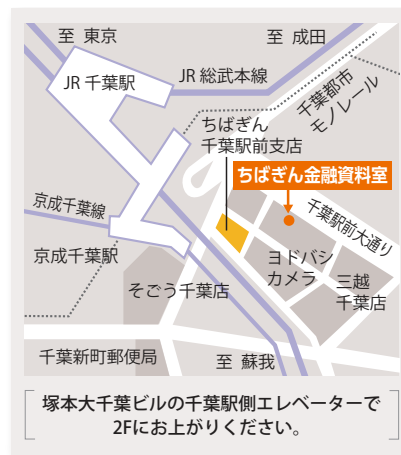 至 東京
至 成田
JR 千葉駅
JR 総武本線
千葉都市
モノレール
ちばぎん
千葉駅前支店
ちばぎん金融資料室
京成千葉線
千葉駅前大通り
京成千葉駅
ヨドバシ
カメラ
三越
千葉店
そごう千葉店
千葉新町郵便局
至 蘇我
塚本大千葉ビルの千葉駅側エレベーターで
2Fにお上がりください。